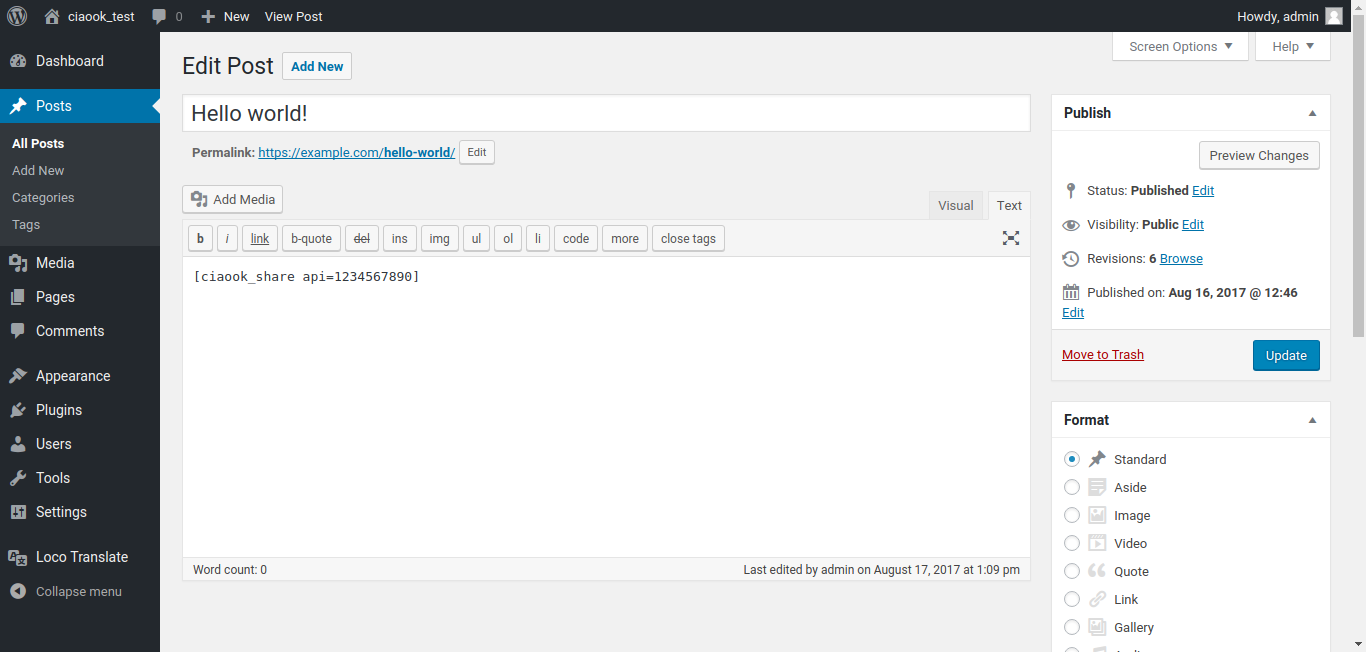 ciaook_test 0 New View Post Howdy, admin
Screen Options Help
Dashboard
Posts
All Posts
Add New
Categories
Tags
Media
Pages
Comments
Appearance
Plugins
Users
Tools
Settings
Loco Translate
Collapse menu
Edit Post Add New
Hello world!
Permalink: https://example.com/hello-world/ Edit
Add Media Visual Text
b i link b-quote del ins img ul ol li code more close tags
[ciaook_share api=1234567890]
Word count: 0 Last edited by admin on August 17, 2017 at 1:09 pm
Publish
Preview Changes
Status: Published Edit
Visibility: Public Edit
Revisions: 6 Browse
Published on: Aug 16, 2017 @ 12:46
Edit
Move to Trash Update
Format
Standard
Aside
Image
Video
Quote
Link
Gallery